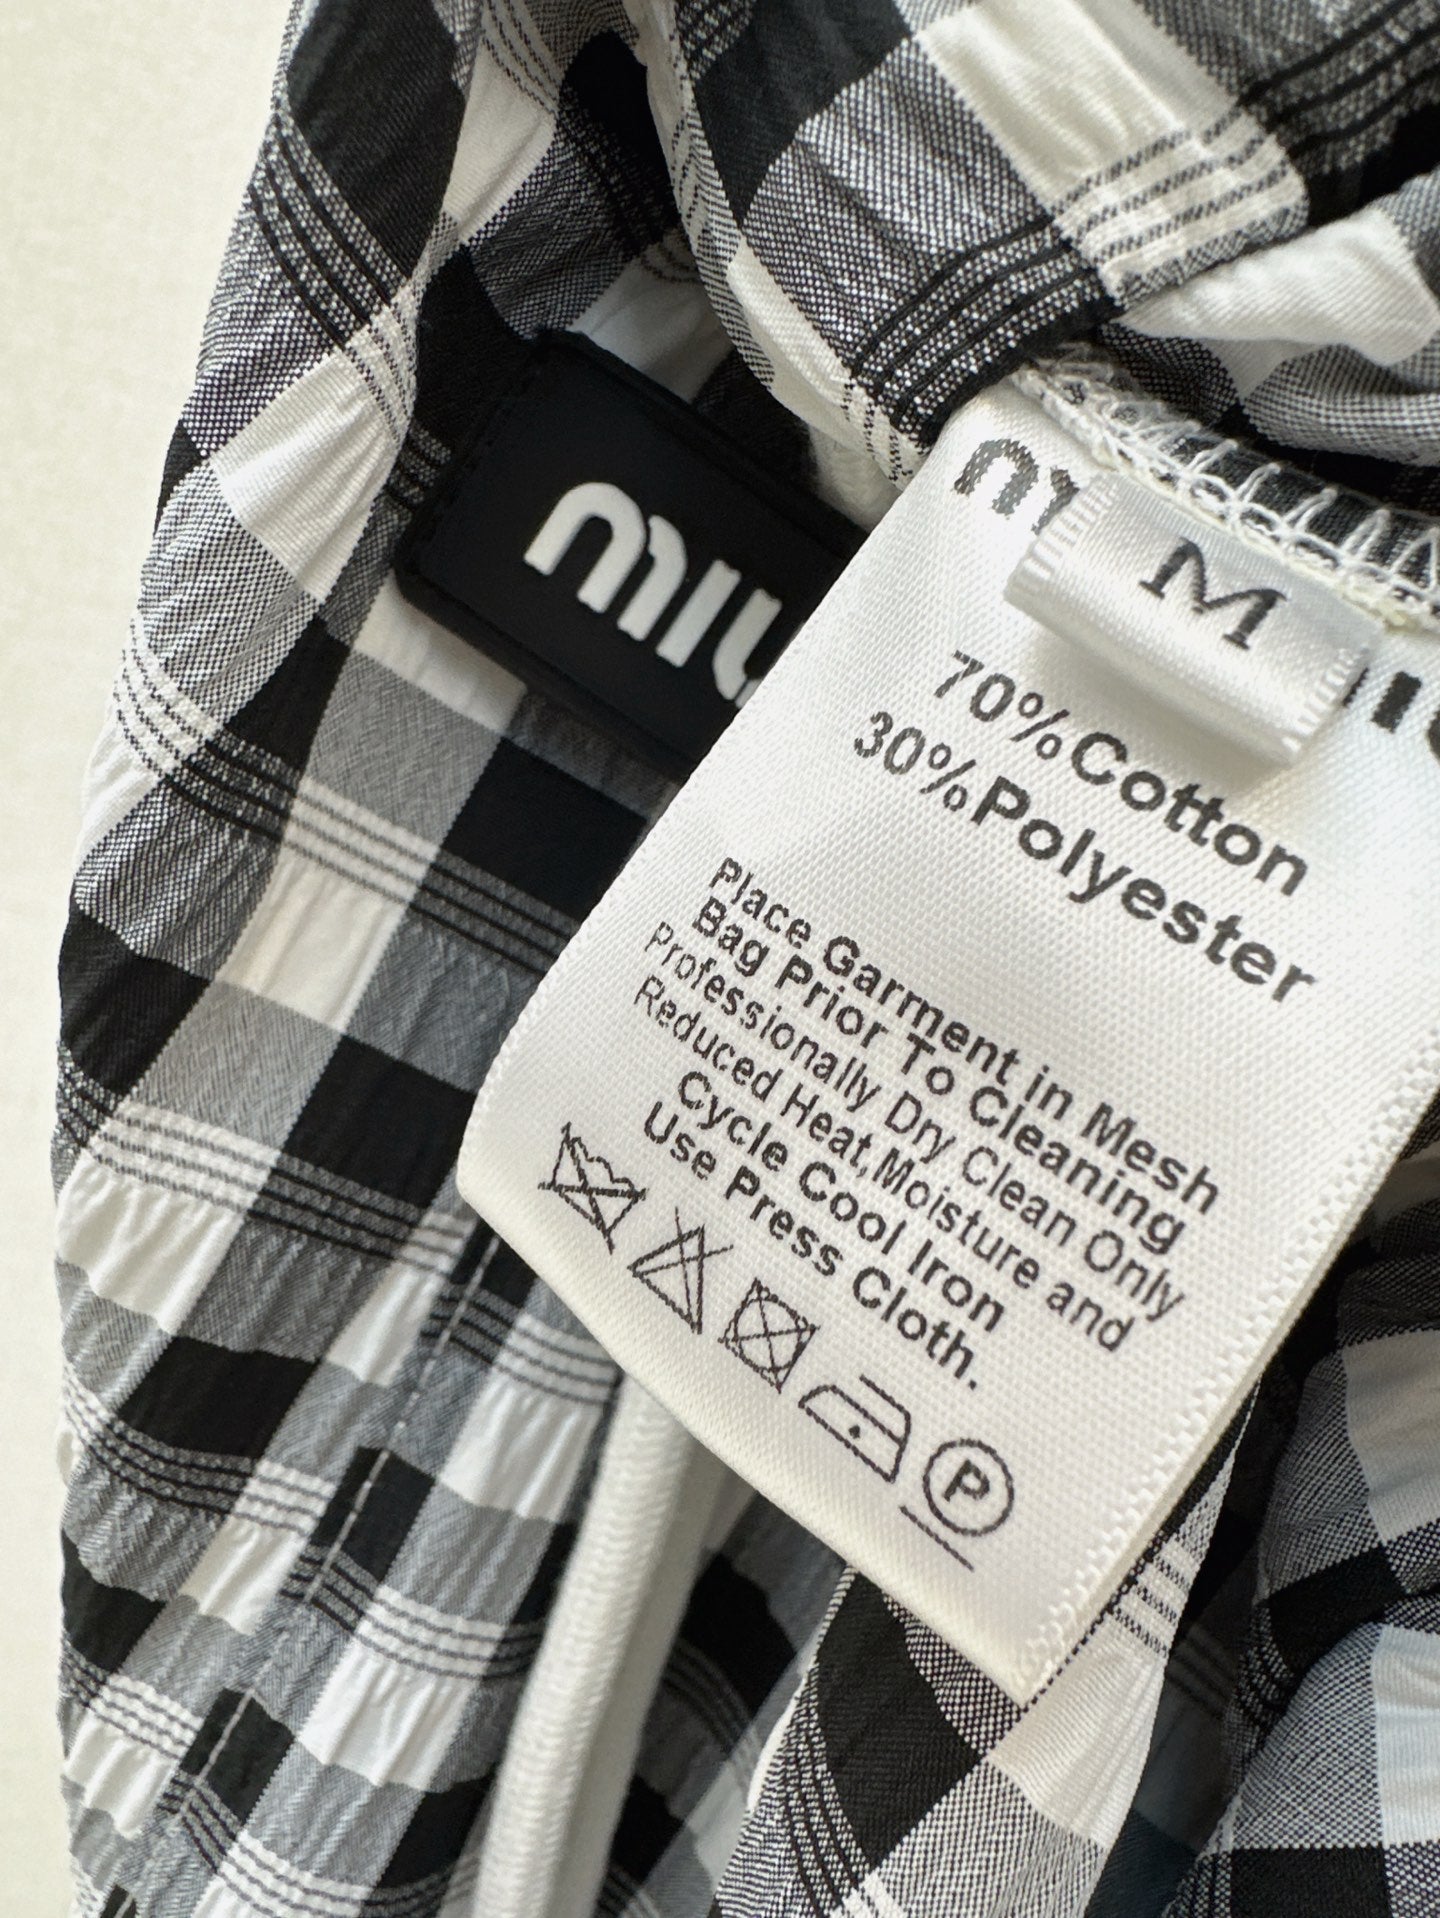 miu
M
70%Cotton
30%Polyester
Place Garment in Mesh
Bag Prior To Cleaning
Professionally Dry Clean Only
Reduced Heat,Moisture and
Cycle Cool Iron
Use Press Cloth.
P